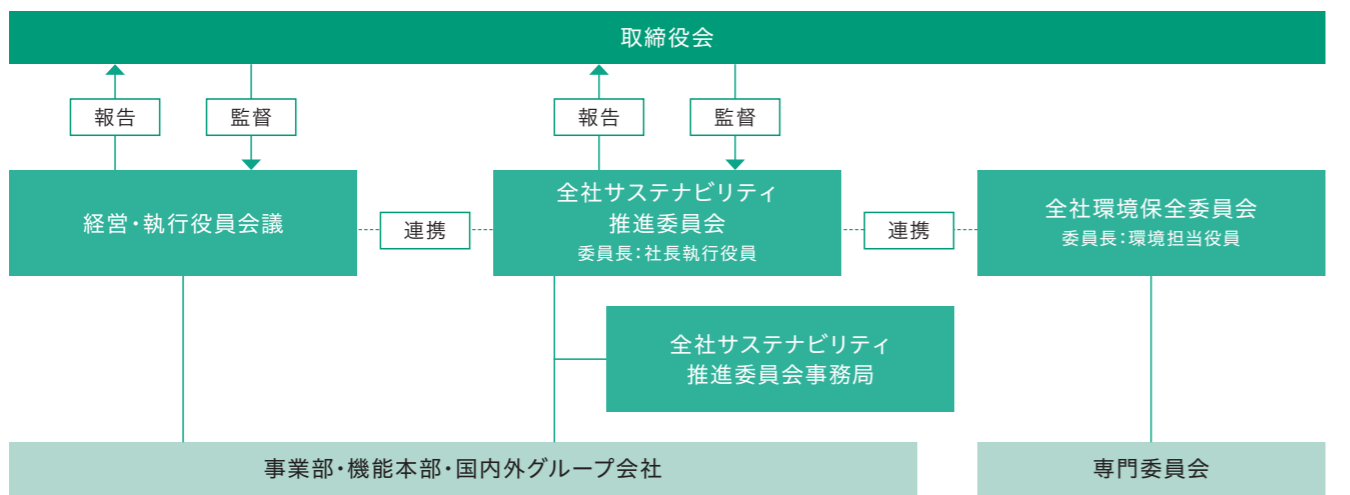 取締役会
報告
監督
報告
監督
経営・執行役員会議
連携
全社サステナビリティ
推進委員会
委員長:社長執行役員
連携
全社環境保全委員会
委員長:環境担当役員
全社サステナビリティ
推進委員会事務局
事業部・機能本部・国内外グループ会社
専門委員会